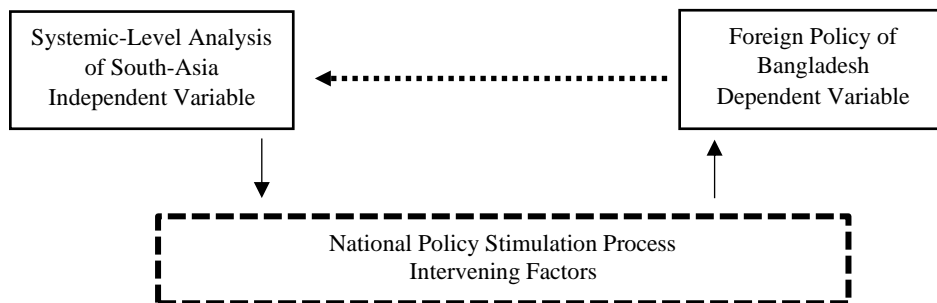 Systemic-Level Analysis
of South-Asia
Independent Variable
Foreign Policy of
Bangladesh
Dependent Variable
National Policy Stimulation Process
Intervening Factors